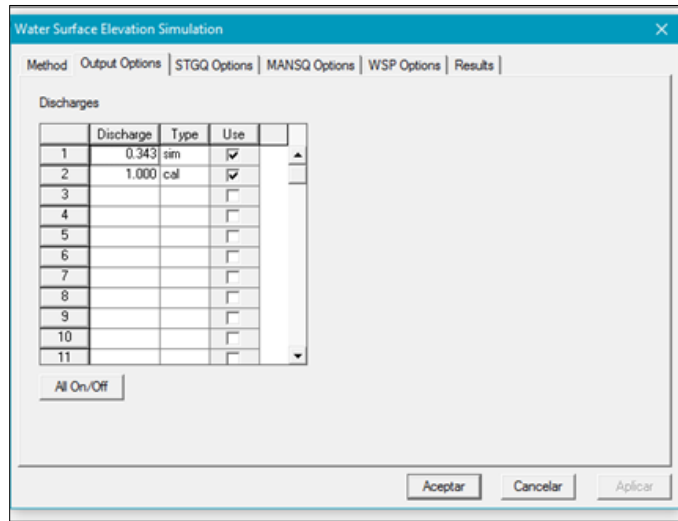 Water Surface Elevation Simulation
Method Output Options STGQ Options MANSQ Options WSP Options Results
Discharges
Discharge Type Use
1 0.343 sim
2 1.000 cal
3
4
5
6
7
8
9
10
11
All On/Off
Aceptar Cancelar Aplicar